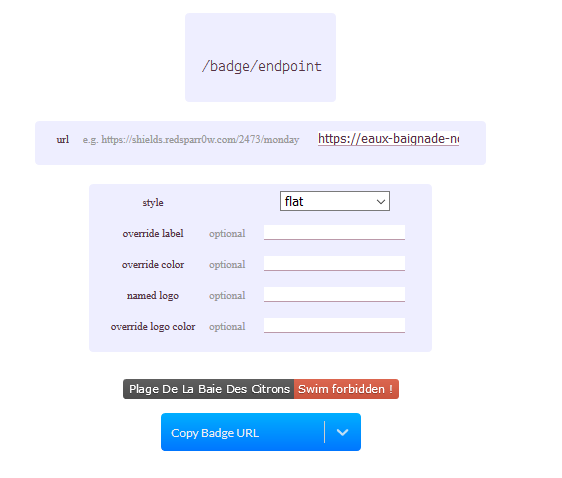 /badge/endpoint
url e.g. https://shields.redsparr0w.com/2473/monday https://eaux-baignade-n
style flat
override label optional
override color optional
named logo optional
override logo color optional
Plage De La Baie Des Citrons Swim forbidden !
Copy Badge URL